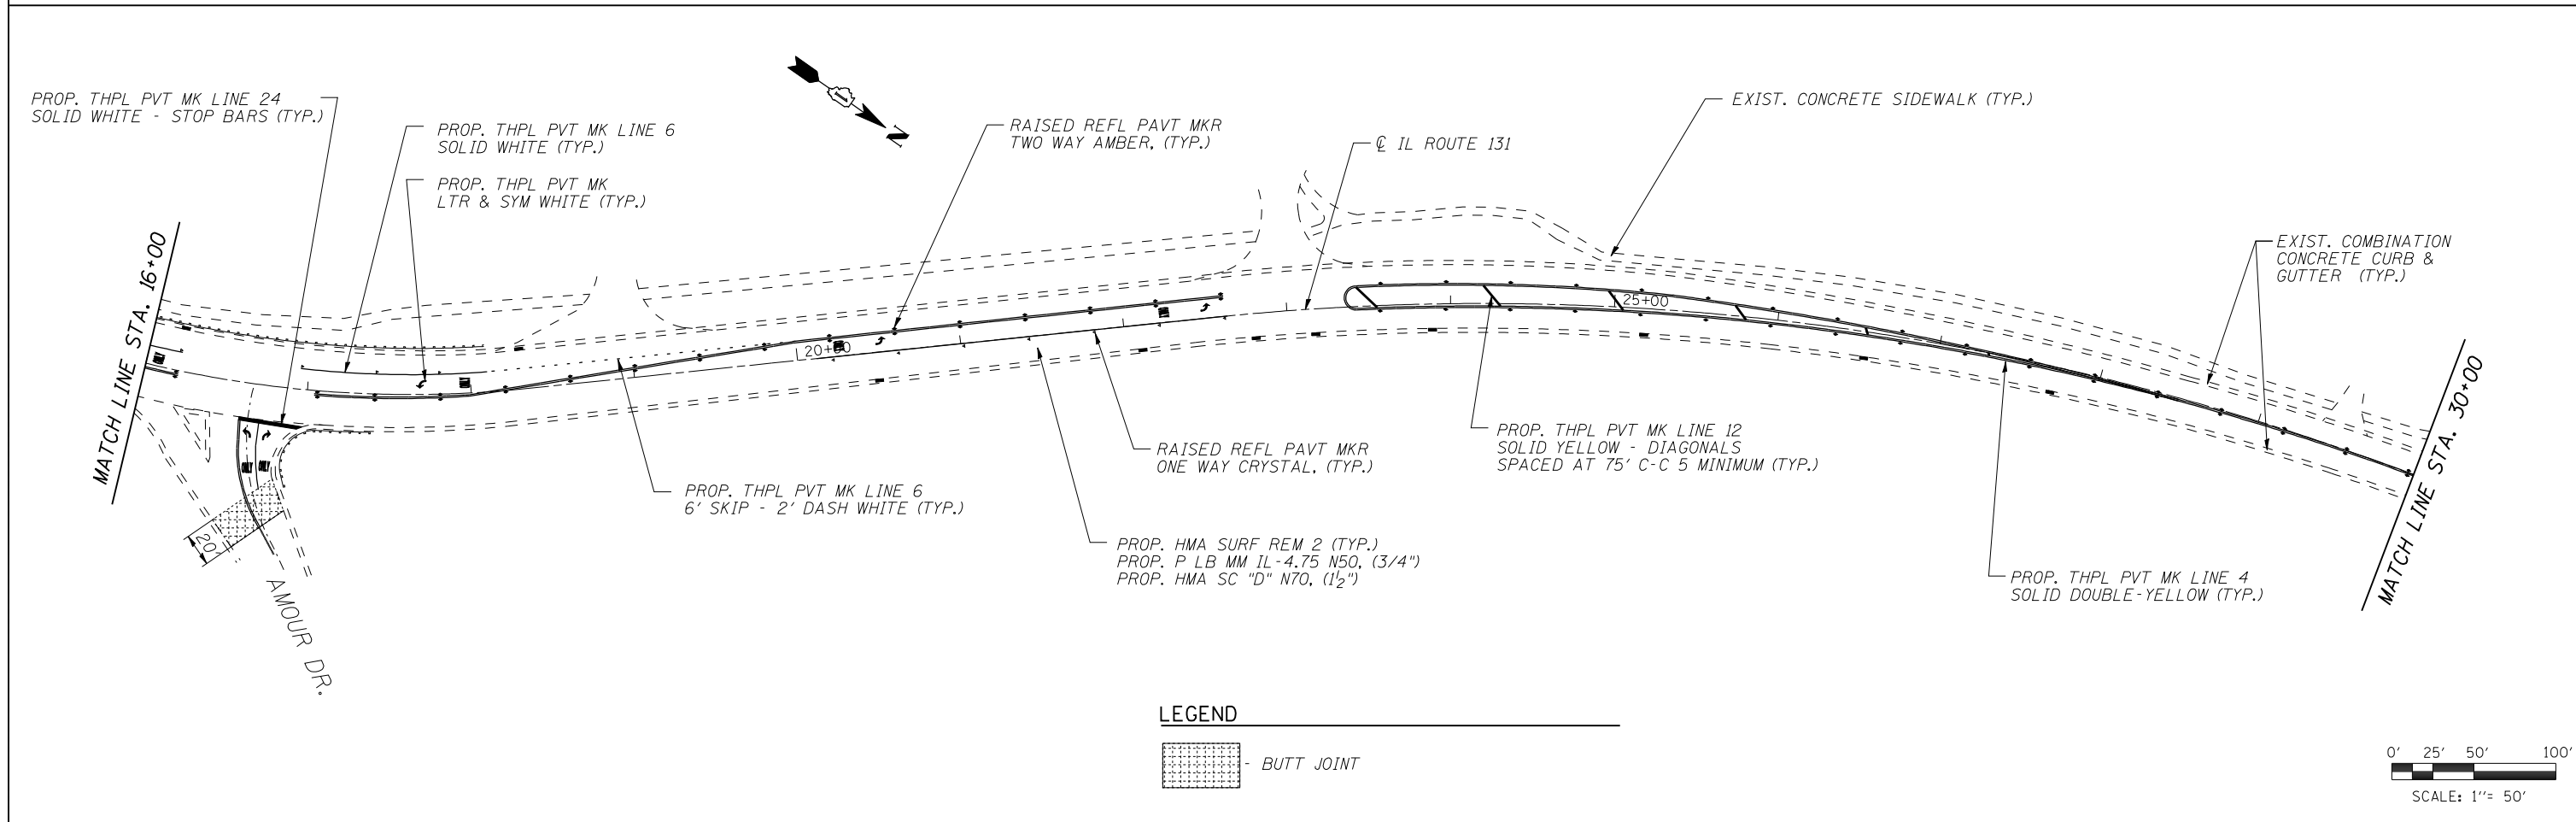 PROP. THPL PVT MK LINE 24
SOLID WHITE - STOP BARS (TYP.)
PROP. THPL PVT MK LINE 6
SOLID WHITE (TYP.)
PROP. THPL PVT MK
LTR & SYM WHITE (TYP.)
N
RAISED REFL PAVT MKR
TWO WAY AMBER, (TYP.)
℄ IL ROUTE 131
EXIST. CONCRETE SIDEWALK (TYP.)
EXIST. COMBINATION
CONCRETE CURB &
GUTTER (TYP.)
MATCH LINE STA. 16+00
20+00
25+00
MATCH LINE STA. 30+00
RAISED REFL PAVT MKR
ONE WAY CRYSTAL, (TYP.)
PROP. THPL PVT MK LINE 12
SOLID YELLOW - DIAGONALS
SPACED AT 75' C-C 5 MINIMUM (TYP.)
PROP. THPL PVT MK LINE 6
6' SKIP - 2' DASH WHITE (TYP.)
20'
PROP. HMA SURF REM 2 (TYP.)
PROP. P LB MM IL-4.75 N50, (3/4")
PROP. HMA SC "D" N70, (1½")
PROP. THPL PVT MK LINE 4
SOLID DOUBLE-YELLOW (TYP.)
AMOUR DR.
LEGEND
- BUTT JOINT
0' 25' 50' 100'
SCALE: 1''= 50'